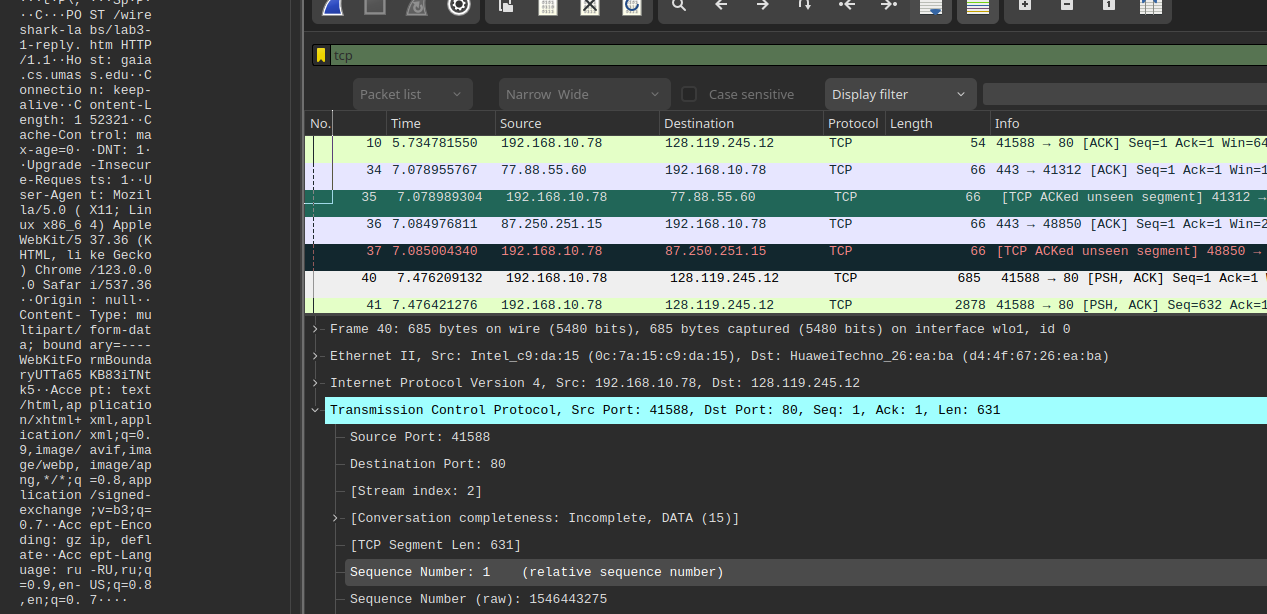 ··C···PO ST /wire
shark-la bs/lab3-
1-reply. htm HTTP
/1.1··Ho st: gaia
.cs.umas s.edu··C
onnectio n: keep-
alive··C ontent-L
ength: 1 52321··C
ache-Con trol: ma
x-age=0· ·DNT: 1·
·Upgrade -Insecur
e-Reques ts: 1··U
ser-Agen t: Mozil
la/5.0 ( X11; Lin
ux x86_6 4) Apple
WebKit/5 37.36 (K
HTML, li ke Gecko
) Chrome /123.0.0
.0 Safar i/537.36
··Origin : null··
Content- Type: mu
ltipart/ form-dat
a; bound ary=----
WebKitFo rmBounda
ryUTTa65 KB83iTNt
k5··Acce pt: text
/html,ap plicatio
n/xhtml+ xml,appl
ication/ xml;q=0.
9,image/ avif,ima
ge/webp, image/ap
ng,*/*;q =0.8,app
lication /signed-
exchange ;v=b3;q=
0.7··Acc ept-Enco
ding: gz ip, defl
ate··Acc ept-Lang
uage: ru -RU,ru;q
=0.9,en- US;q=0.8
,en;q=0. 7····
tcp
Packet list Narrow Wide Case sensitive Display filter
No. Time Source Destination Protocol Length Info
10 5.734781550 192.168.10.78 128.119.245.12 TCP 54 41588 → 80 [ACK] Seq=1 Ack=1 Win=64
34 7.078955767 77.88.55.60 192.168.10.78 TCP 66 443 → 41312 [ACK] Seq=1 Ack=1 Win=1
35 7.078989304 192.168.10.78 77.88.55.60 TCP 66 [TCP ACKed unseen segment] 41312 →
36 7.084976811 87.250.251.15 192.168.10.78 TCP 66 443 → 48850 [ACK] Seq=1 Ack=1 Win=2
37 7.085004340 192.168.10.78 87.250.251.15 TCP 66 [TCP ACKed unseen segment] 48850 →
40 7.476209132 192.168.10.78 128.119.245.12 TCP 685 41588 → 80 [PSH, ACK] Seq=1 Ack=1
41 7.476421276 192.168.10.78 128.119.245.12 TCP 2878 41588 → 80 [PSH, ACK] Seq=632 Ack=1
Frame 40: 685 bytes on wire (5480 bits), 685 bytes captured (5480 bits) on interface wlo1, id 0
Ethernet II, Src: Intel_c9:da:15 (0c:7a:15:c9:da:15), Dst: HuaweiTechno_26:ea:ba (d4:4f:67:26:ea:ba)
Internet Protocol Version 4, Src: 192.168.10.78, Dst: 128.119.245.12
Transmission Control Protocol, Src Port: 41588, Dst Port: 80, Seq: 1, Ack: 1, Len: 631
Source Port: 41588
Destination Port: 80
[Stream index: 2]
[Conversation completeness: Incomplete, DATA (15)]
[TCP Segment Len: 631]
Sequence Number: 1 (relative sequence number)
Sequence Number (raw): 1546443275